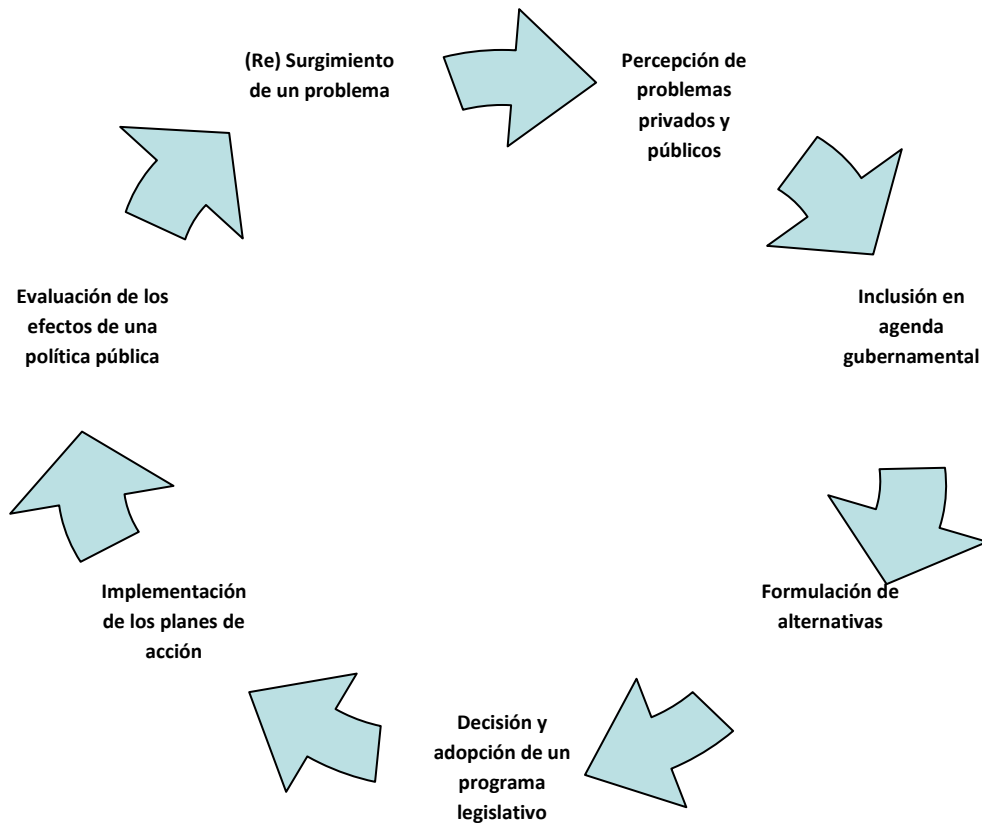 (Re) Surgimiento
de un problema
Percepción de
problemas
privados y
públicos
Inclusión en
agenda
gubernamental
Formulación de
alternativas
Decisión y
adopción de un
programa
legislativo
Implementación
de los planes de
acción
Evaluación de los
efectos de una
política pública